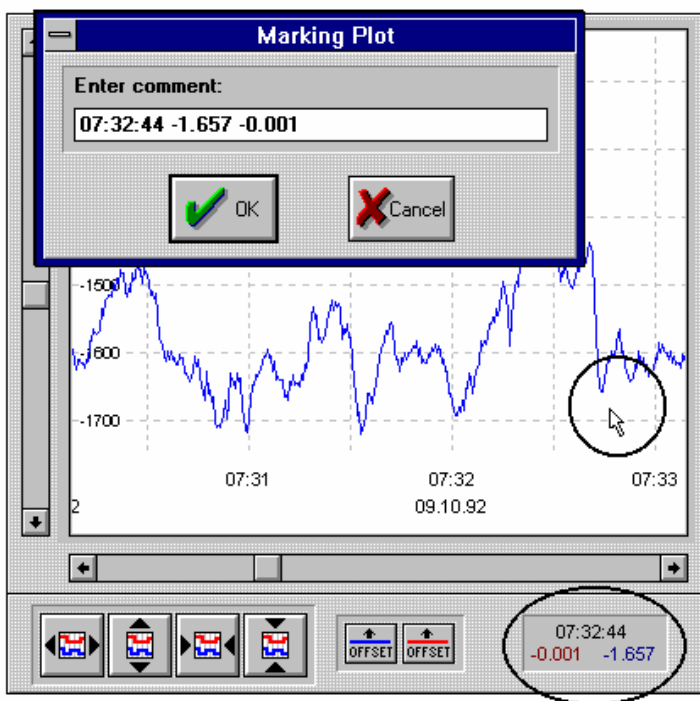 Marking Plot
Enter comment:
07:32:44 -1.657 -0.001
OK
Cancel
-1500
-1600
-1700
07:31
07:32
07:33
2
09.10.92
OFFSET
OFFSET
07:32:44
-0.001 -1.657